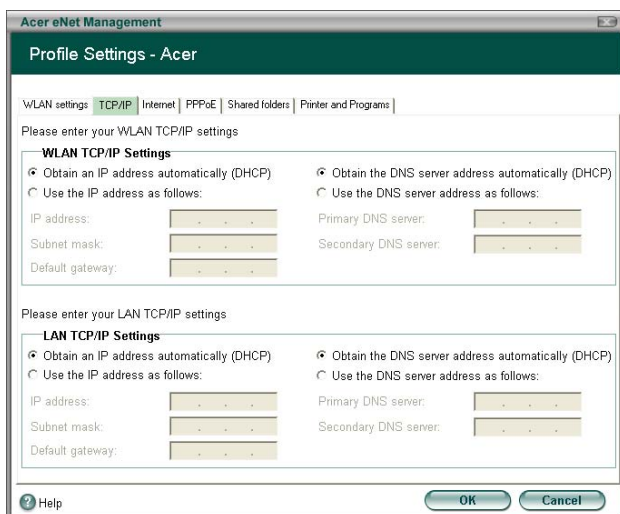 Acer eNet Management
Profile Settings - Acer
WLAN settings TCP/IP Internet PPPoE Shared folders Printer and Programs
Please enter your WLAN TCP/IP settings
WLAN TCP/IP Settings
Obtain an IP address automatically (DHCP) Obtain the DNS server address automatically (DHCP)
Use the IP address as follows: Use the DNS server address as follows:
IP address: Primary DNS server:
Subnet mask: Secondary DNS server:
Default gateway:
Please enter your LAN TCP/IP settings
LAN TCP/IP Settings
Obtain an IP address automatically (DHCP) Obtain the DNS server address automatically (DHCP)
Use the IP address as follows: Use the DNS server address as follows:
IP address: Primary DNS server:
Subnet mask: Secondary DNS server:
Default gateway:
? Help OK Cancel